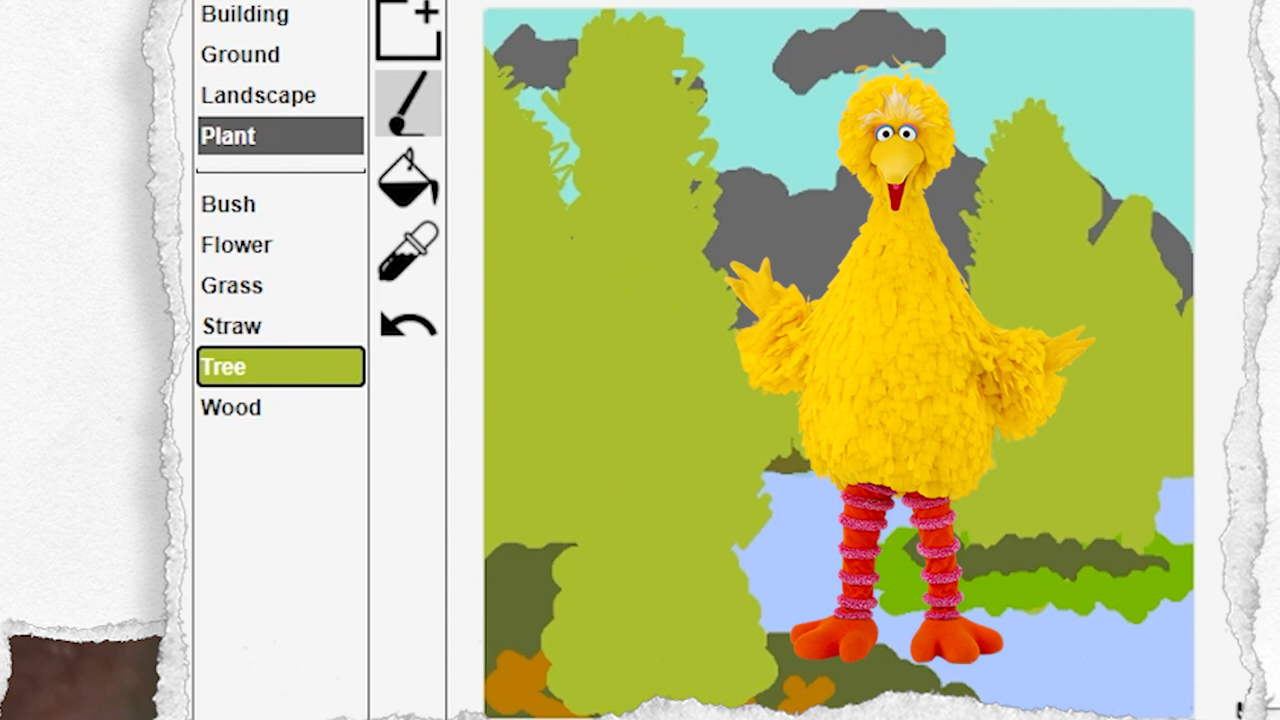 Building
Ground
Landscape
Plant
Bush
Flower
Grass
Straw
Tree
Wood